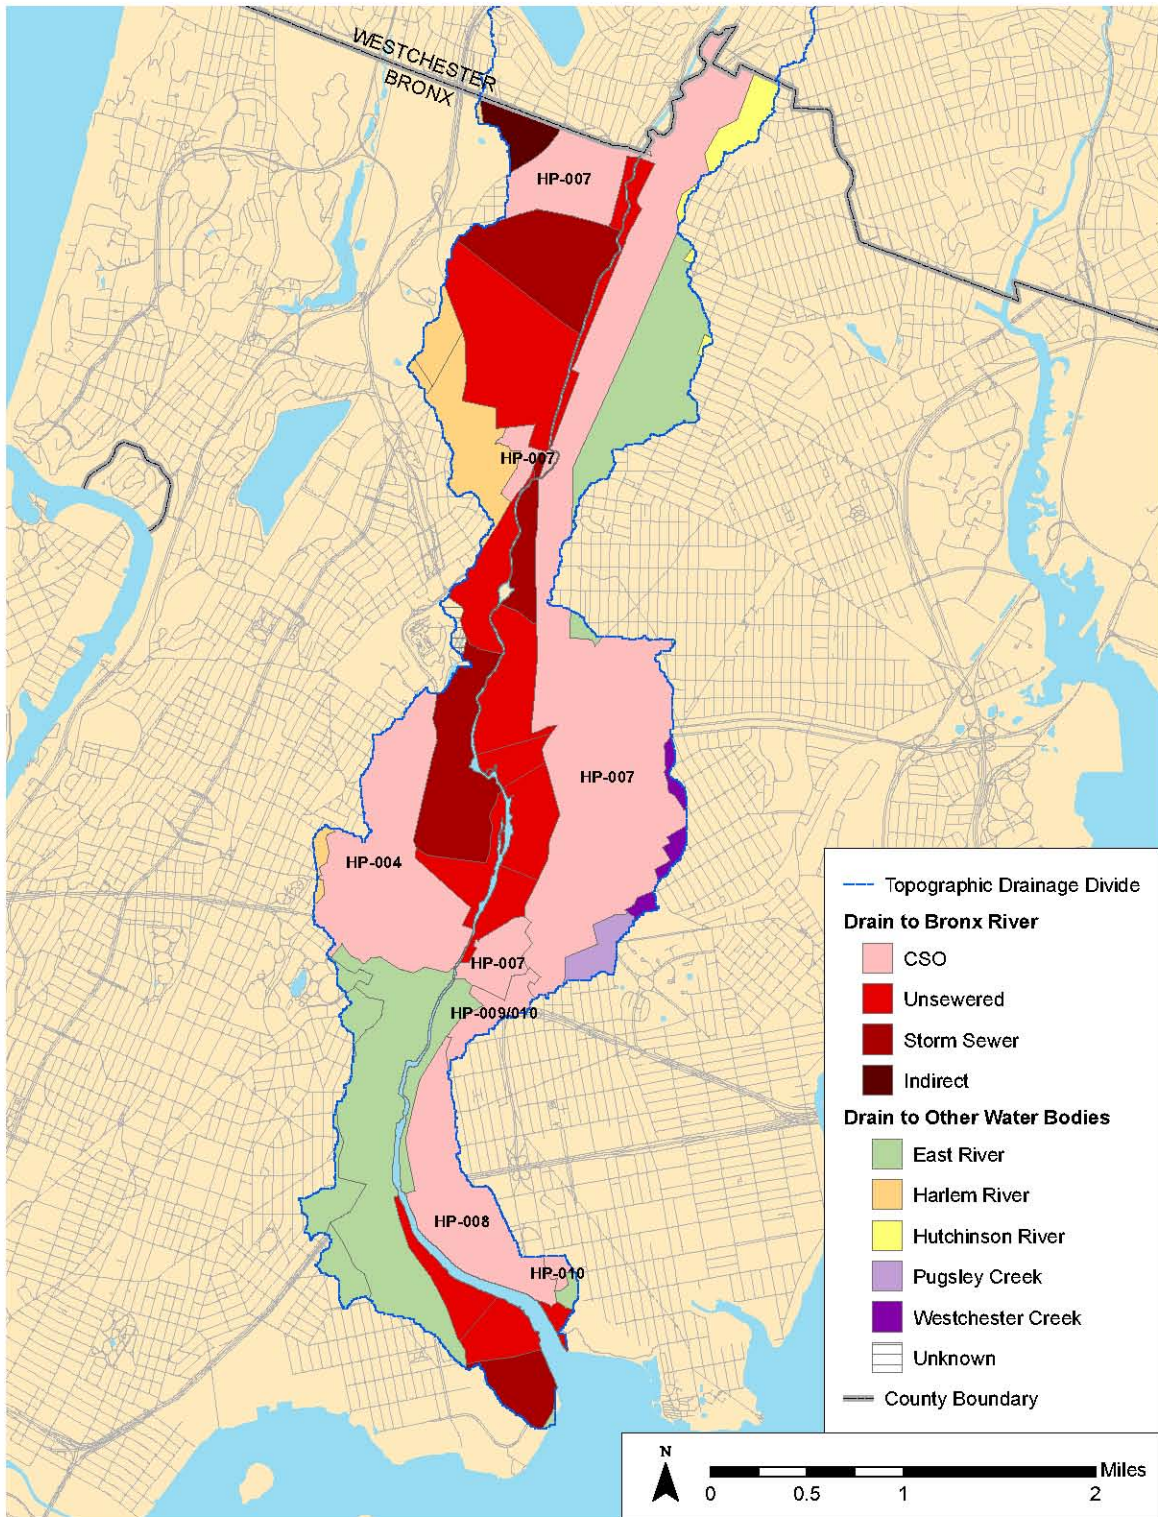 WESTCHESTER
BRONX
HP-007
HP-007
HP-007
HP-004
HP-007
HP-009/010
HP-008
HP-010
Topographic Drainage Divide
Drain to Bronx River
CSO
Unsewered
Storm Sewer
Indirect
Drain to Other Water Bodies
East River
Harlem River
Hutchinson River
Pugsley Creek
Westchester Creek
Unknown
County Boundary
N
Miles
0 0.5 1 2